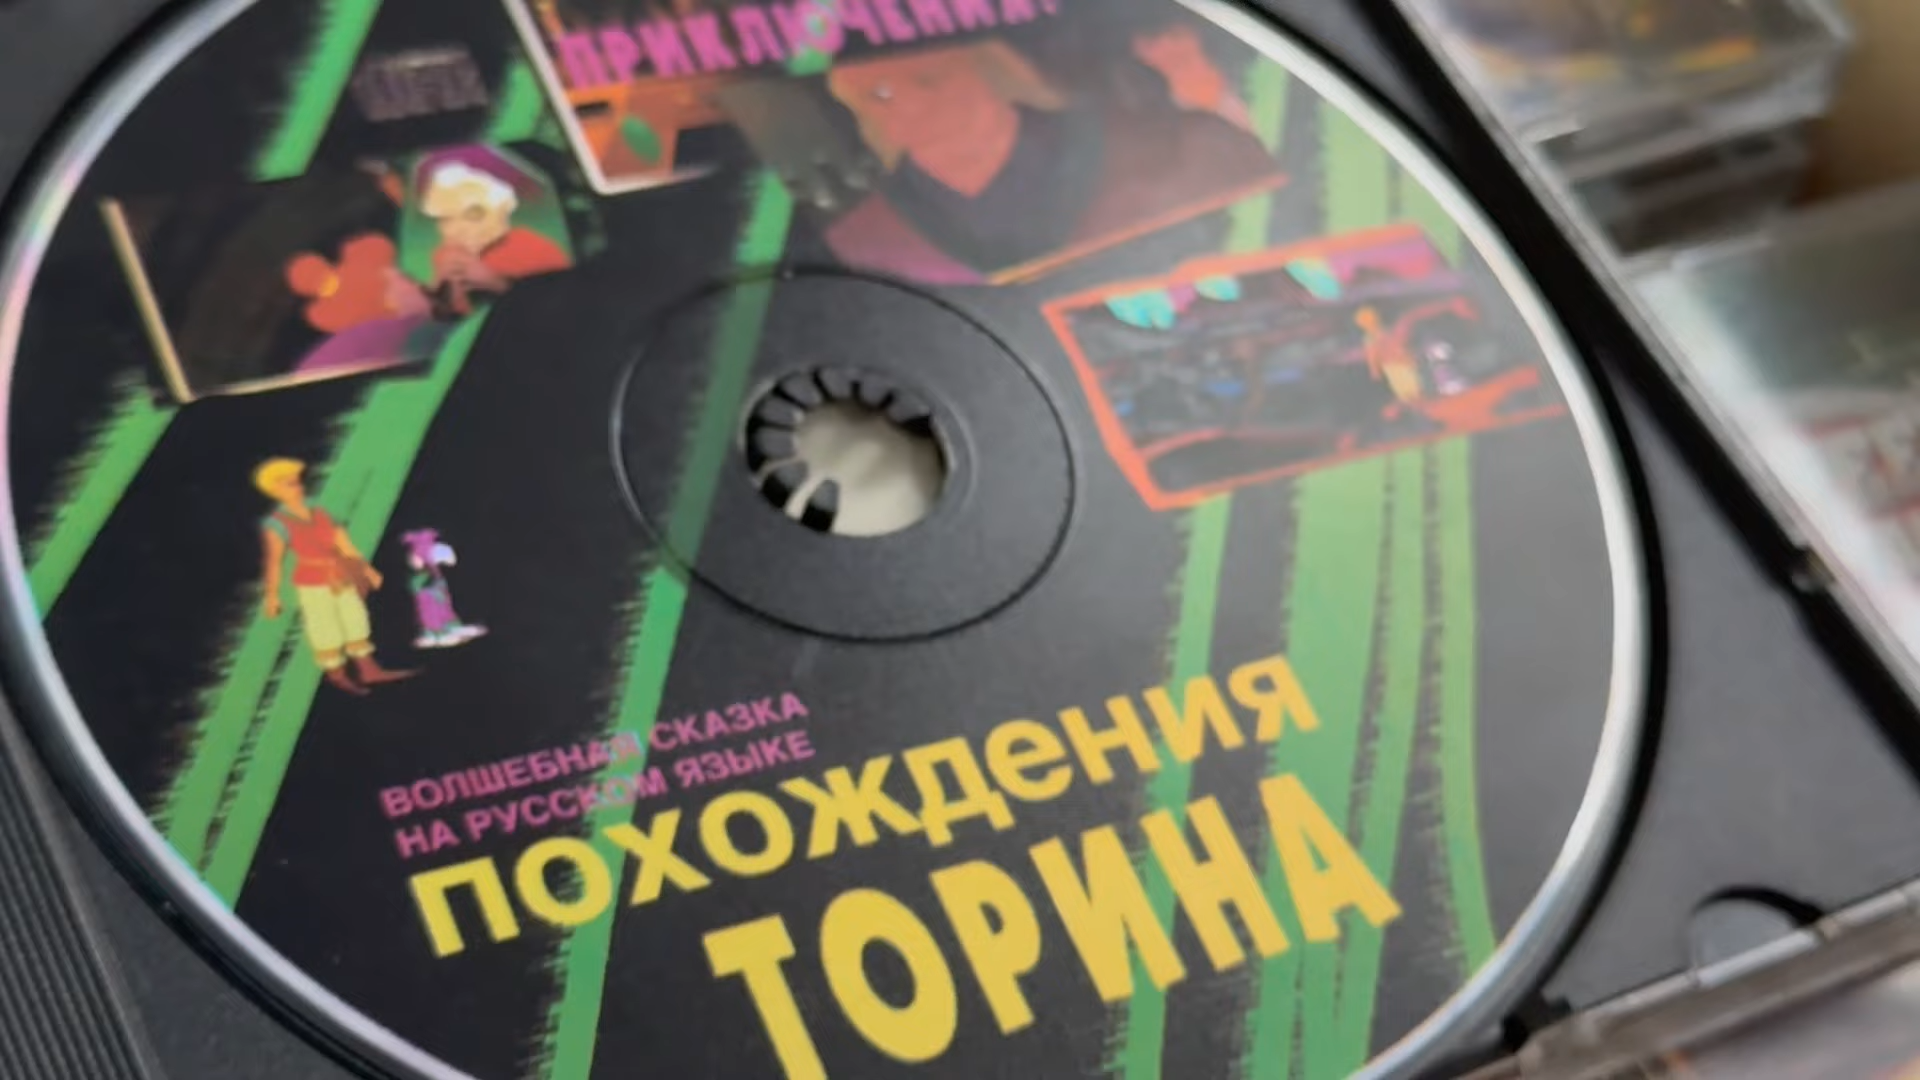 ПРИКЛЮЧЕНИЯ!
ВОЛШЕБНАЯ СКАЗКА
НА РУССКОМ ЯЗЫКЕ
ПОХОЖДеНИЯ
ТОРИНА